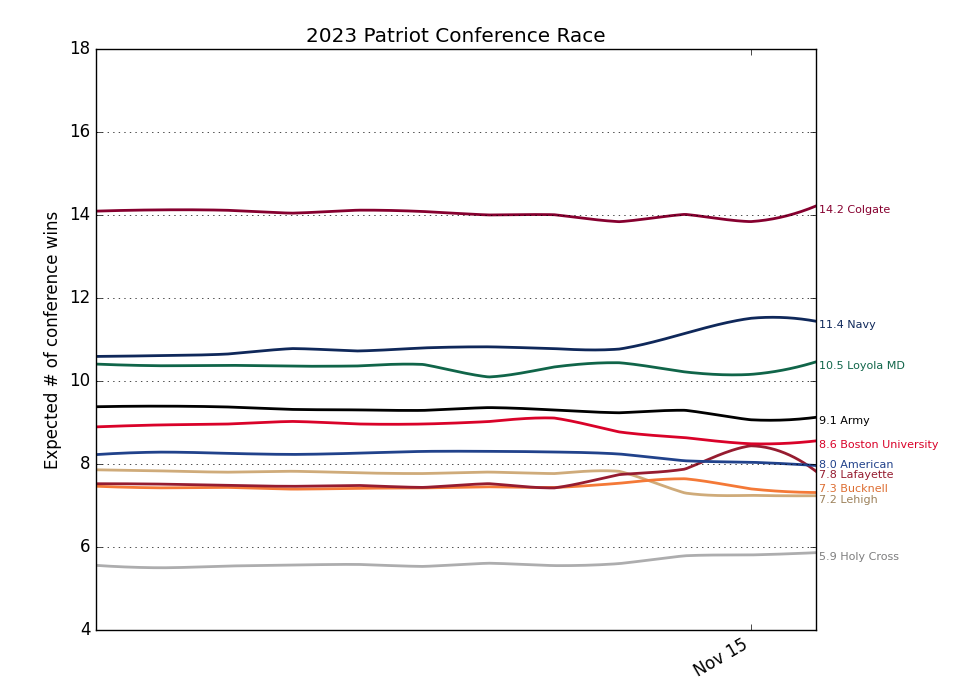 2023 Patriot Conference Race
Expected # of conference wins
18
16
14
12
10
8
6
4
14.2 Colgate
11.4 Navy
10.5 Loyola MD
9.1 Army
8.6 Boston University
8.0 American
7.8 Lafayette
7.3 Bucknell
7.2 Lehigh
5.9 Holy Cross
Nov 15